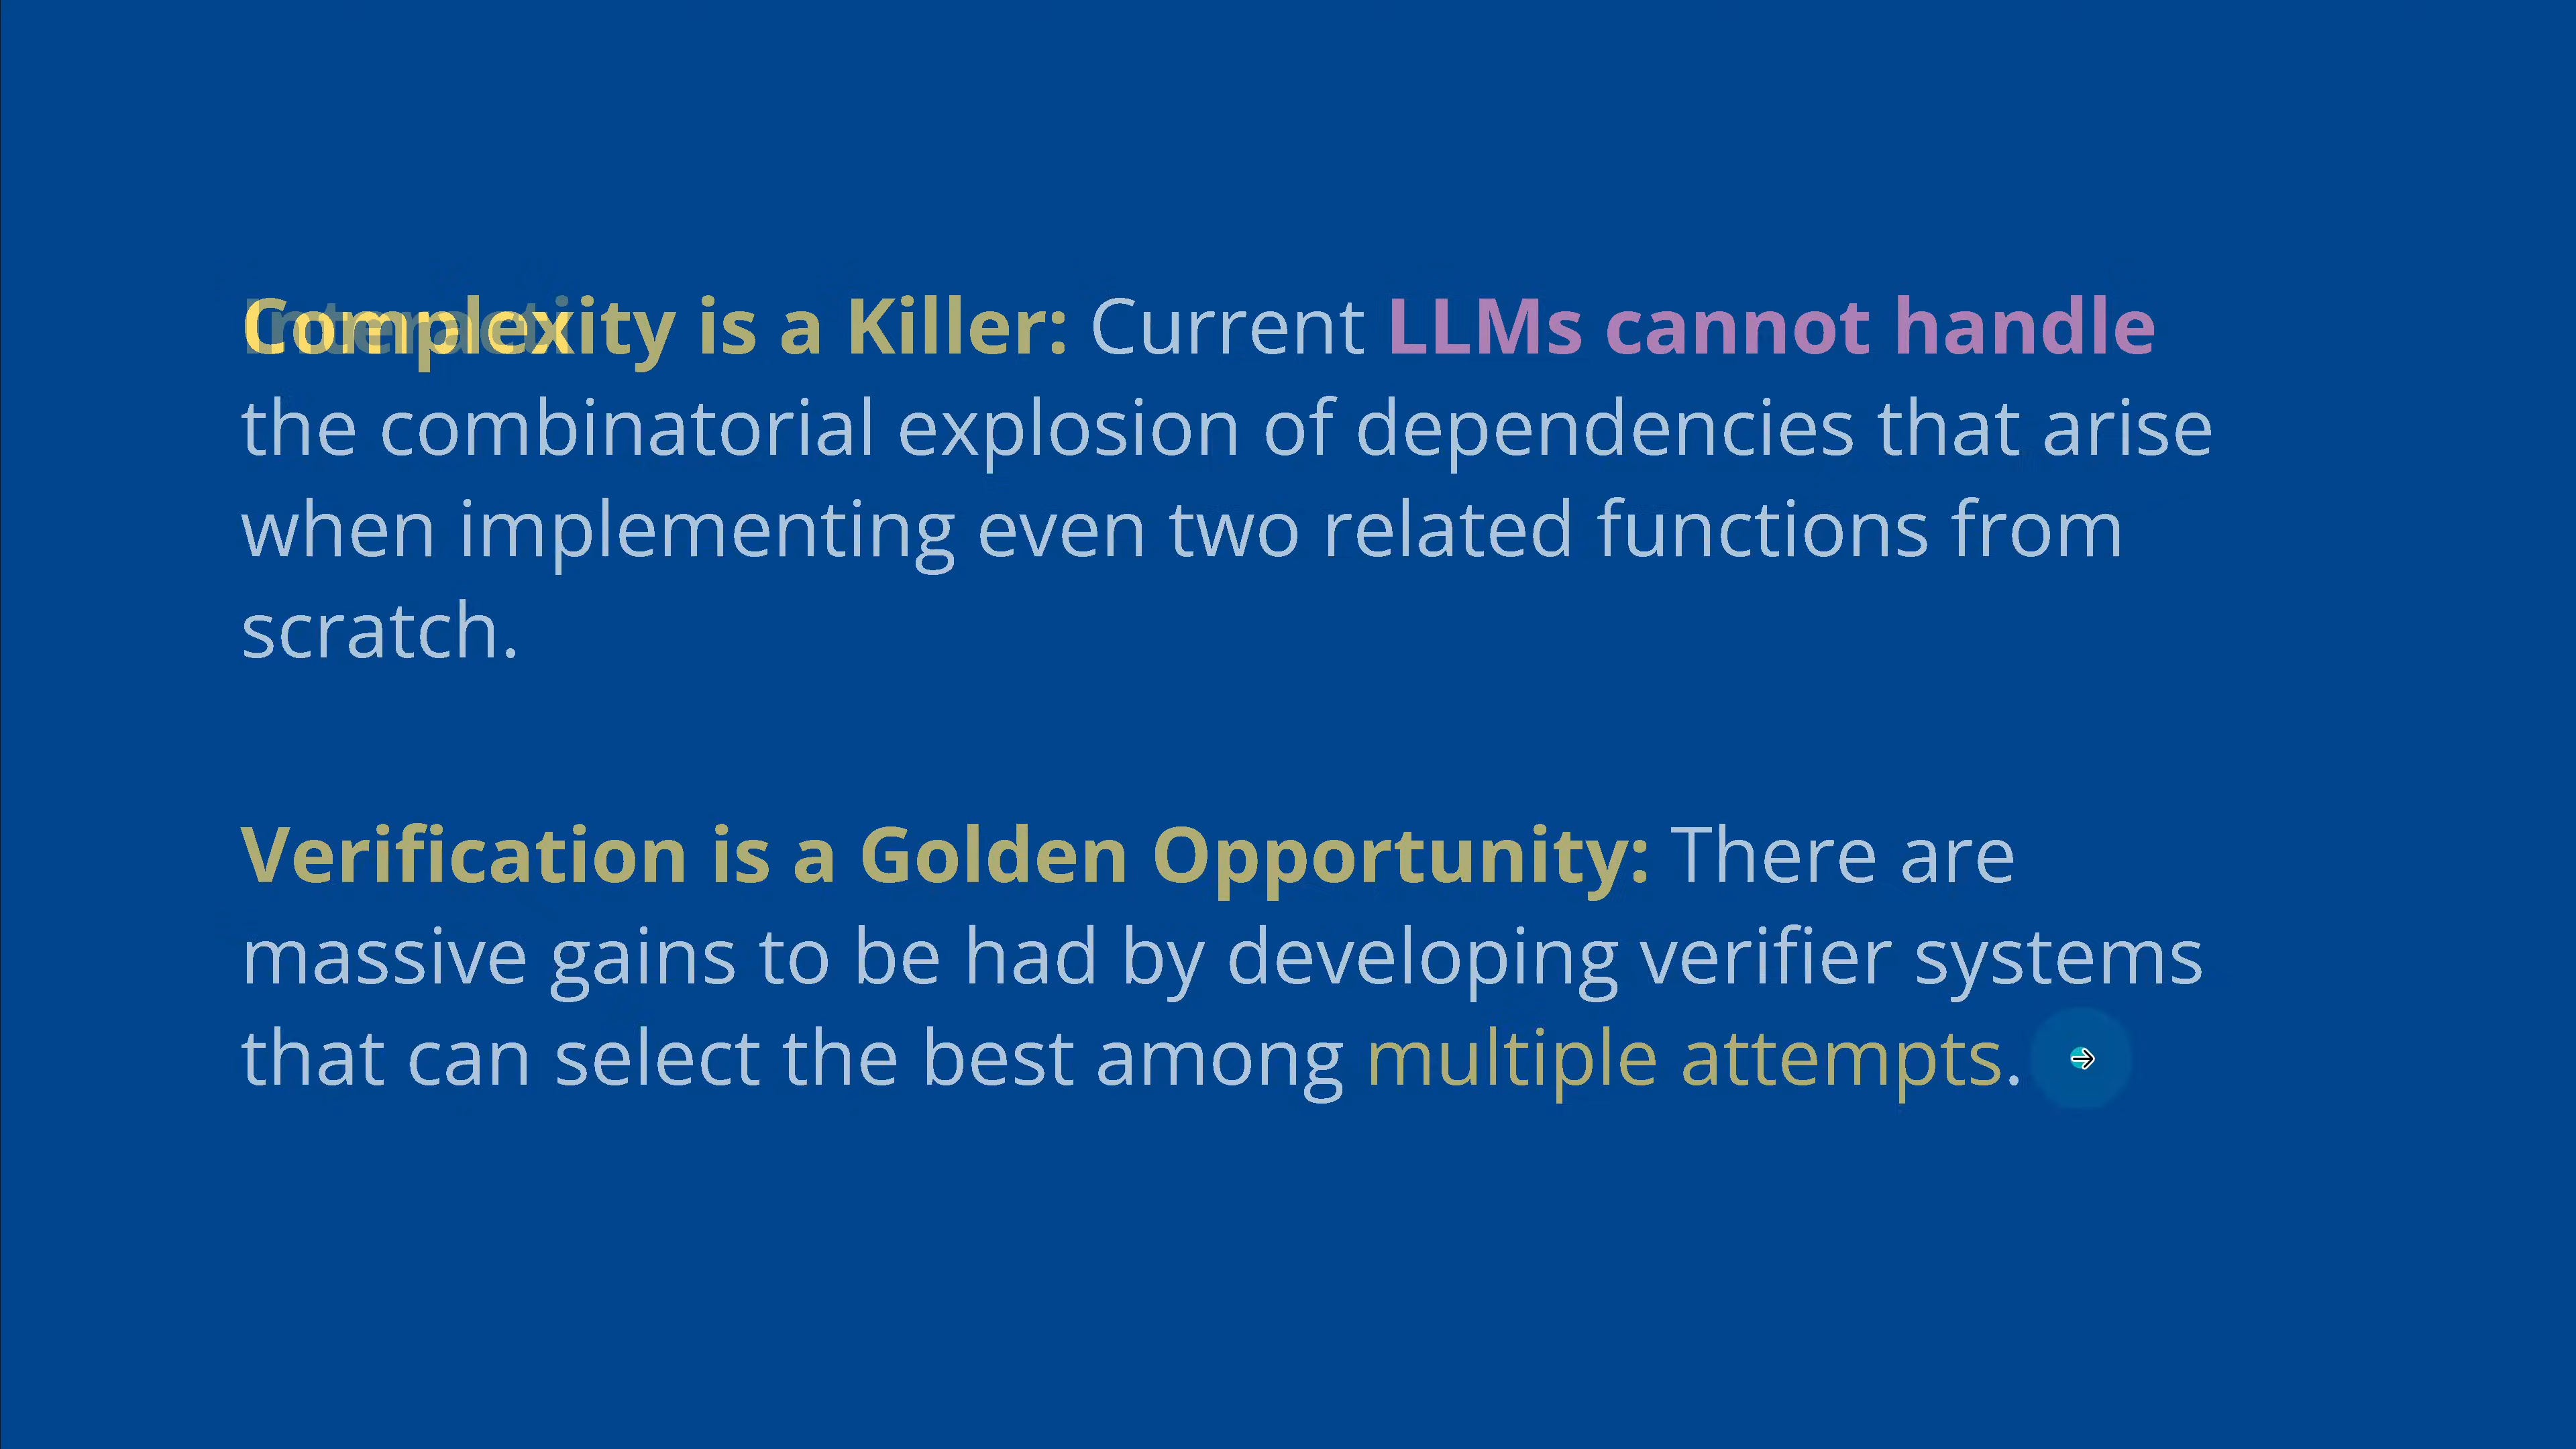 Complexity is a Killer: Current LLMs cannot handle
the combinatorial explosion of dependencies that arise
when implementing even two related functions from
scratch.
Verification is a Golden Opportunity: There are
massive gains to be had by developing verifier systems
that can select the best among multiple attempts.